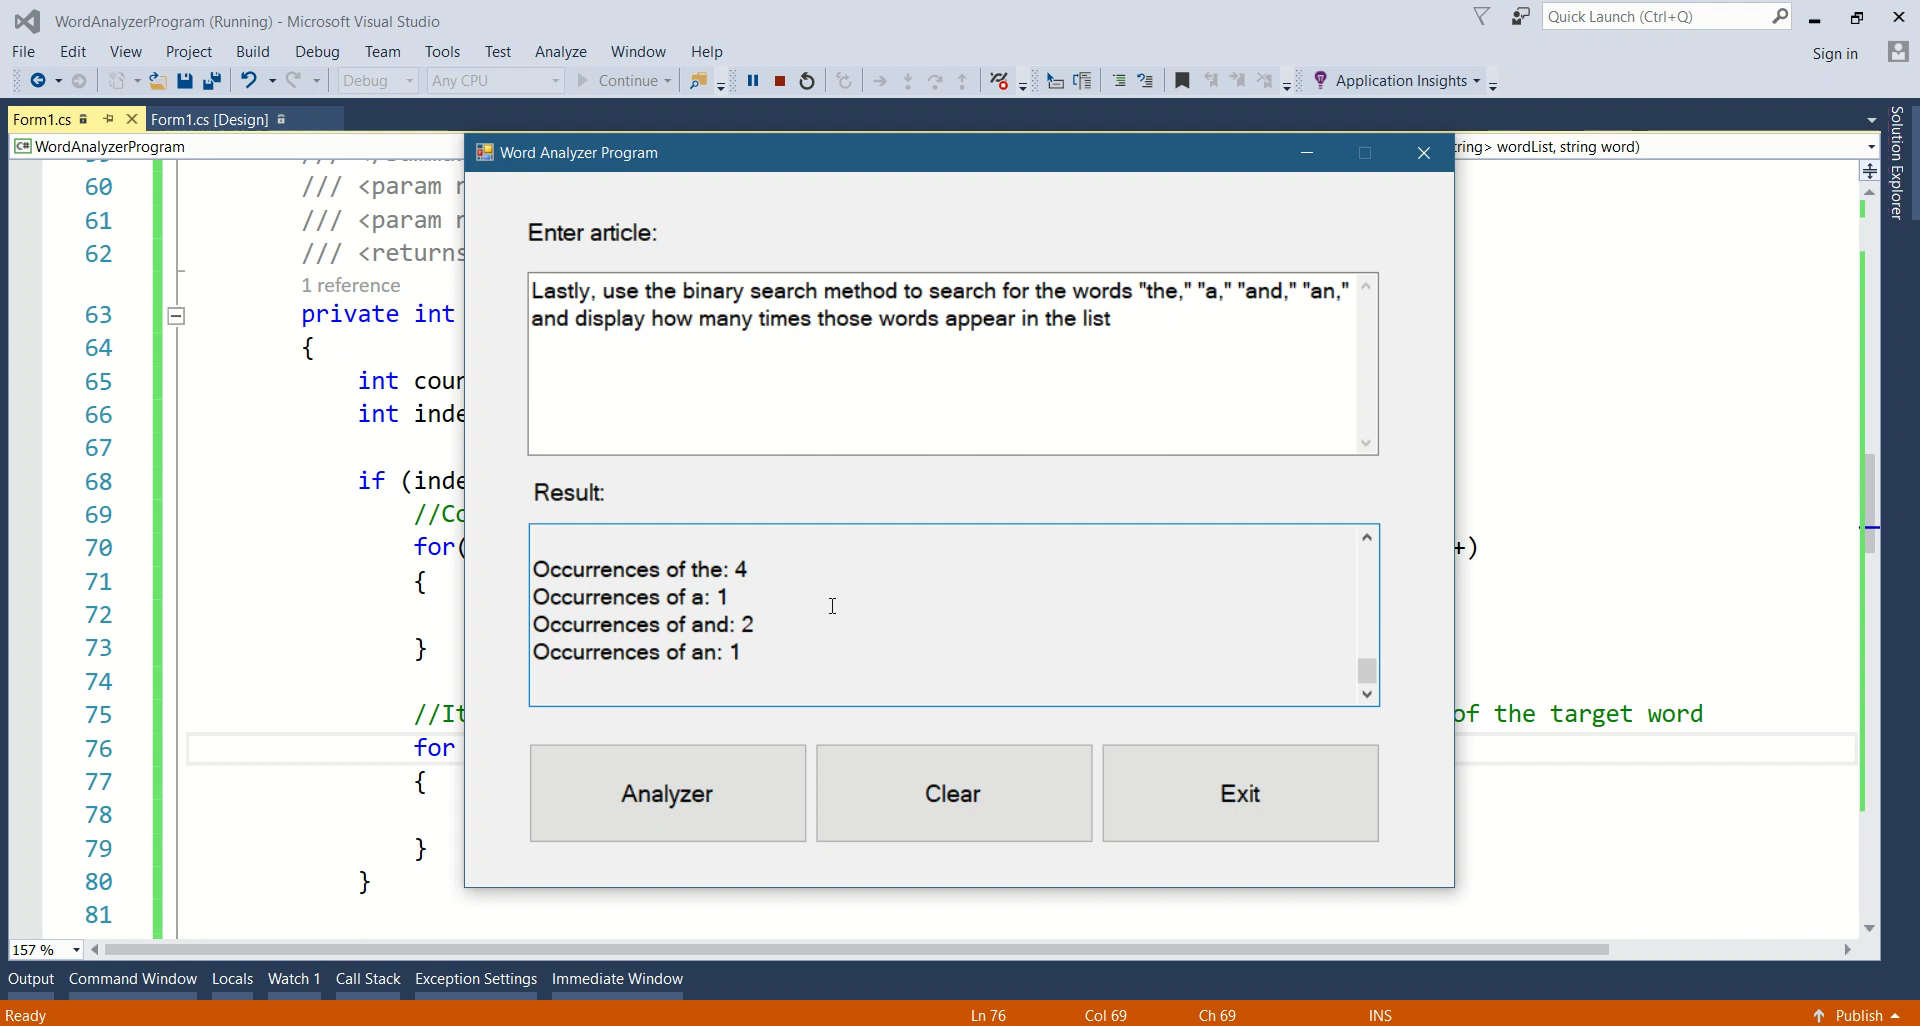 WordAnalyzerProgram (Running) - Microsoft Visual Studio
Quick Launch (Ctrl+Q)
File Edit View Project Build Debug Team Tools Test Analyze Window Help
Sign in
Debug Any CPU Continue Application Insights
Form1.cs Form1.cs [Design]
Solution Explorer
C# WordAnalyzerProgram
wordList, string word)
Word Analyzer Program
60 /// <param
61 /// <param
62 /// <returns
1 reference
63 private int
64 {
65 int
66 int
67
68 if
69
70 for( +)
71 {
72
73 }
74
75 of the target word
76 for
77 {
78
79 }
80 }
81
Enter article:
Lastly, use the binary search method to search for the words "the," "a," "and," "an,"
and display how many times those words appear in the list
Result:
Occurrences of the: 4
Occurrences of a: 1
Occurrences of and: 2
Occurrences of an: 1
Analyzer Clear Exit
157 %
Output Command Window Locals Watch 1 Call Stack Exception Settings Immediate Window
Ready Ln 76 Col 69 Ch 69 INS Publish